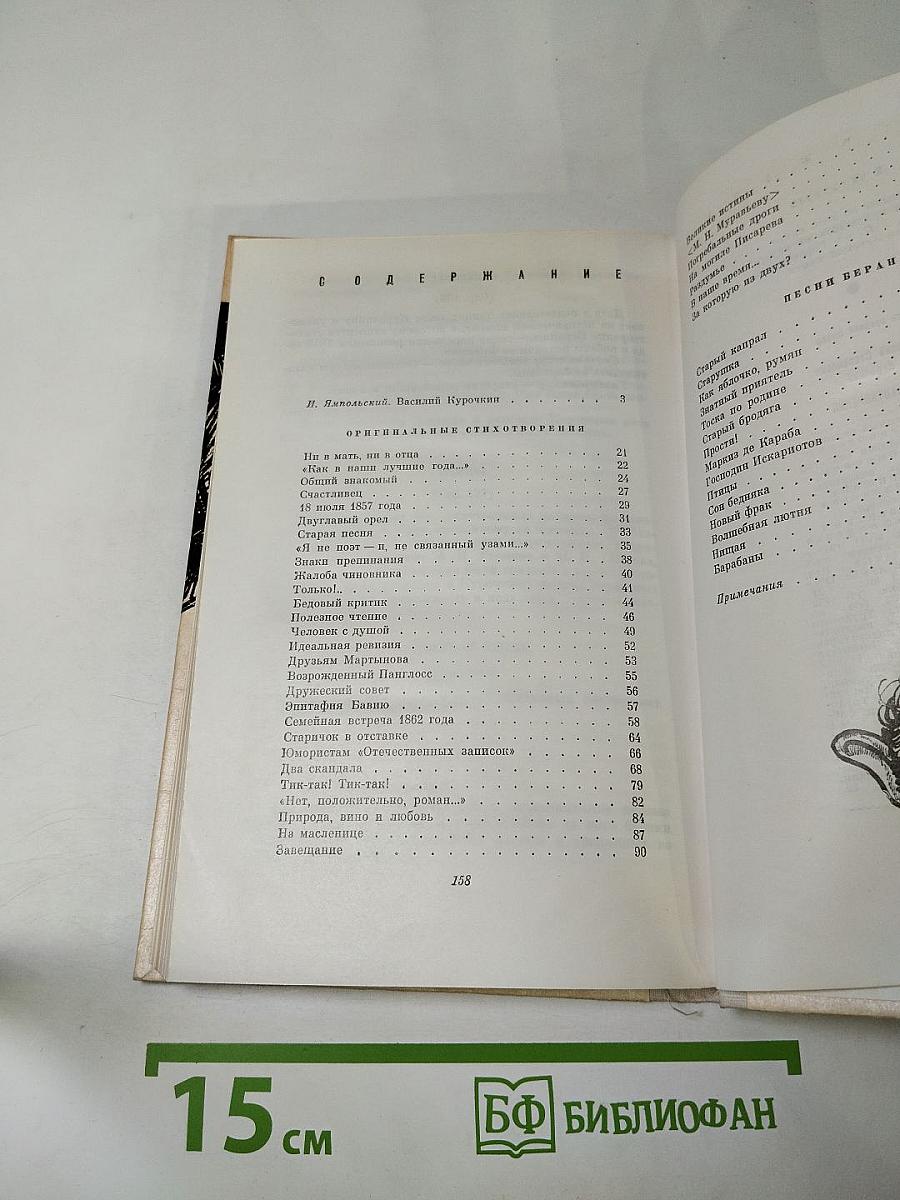 СОДЕРЖАНИЕ
И. Ямпольский. Василий Курочкин . . . . . . . 3
ОРИГИНАЛЬНЫЕ СТИХОТВОРЕНИЯ
Ни в мать, ни в отца . . . . . . . . . . . 21
«Как в наши лучшие года...» . . . . . . . . 22
Общий знакомый . . . . . . . . . . . . 24
Счастливец . . . . . . . . . . . . . . 27
18 июля 1857 года . . . . . . . . . . . . 29
Двуглавый орел . . . . . . . . . . . . . 31
Старая песня . . . . . . . . . . . . . . 33
«Я не поэт — и, не связанный узами...» . . . . . 35
Знаки препинания . . . . . . . . . . . . 38
Жалоба чиновника . . . . . . . . . . . . 40
Только!.. . . . . . . . . . . . . . . . 41
Бедовый критик . . . . . . . . . . . . . 44
Полезное чтение . . . . . . . . . . . . . 46
Человек с душой . . . . . . . . . . . . . 49
Идеальная ревизия . . . . . . . . . . . . 52
Друзьям Мартынова . . . . . . . . . . . . 53
Возрожденный Панглосс . . . . . . . . . . . 55
Дружеский совет . . . . . . . . . . . . . 56
Эпитафия Бавию . . . . . . . . . . . . . 57
Семейная встреча 1862 года . . . . . . . . . 58
Старичок в отставке . . . . . . . . . . . . 64
Юмористам «Отечественных записок» . . . . . . 66
Два скандала . . . . . . . . . . . . . . 68
Тик-так! Тик-так! . . . . . . . . . . . . . 79
«Нет, положительно, роман...» . . . . . . . . 82
Природа, вино и любовь . . . . . . . . . . 84
На масленице . . . . . . . . . . . . . . 87
Завещание . . . . . . . . . . . . . . . 90
158
Великие истины . . . . .
<М. Н. Муравьеву> . . . .
Погребальные дроги . . . .
На могиле Писарева . . . .
Раздумье . . . . .
В наше время... . . . . .
За которую из двух? . . . .
ПЕСНИ БЕРАН
Старый капрал . . . . .
Старушка . . . . .
Как яблочко, румян . . . .
Знатный приятель . . . .
Тоска по родине . . . .
Старый бродяга . . . .
Прости! . . . . .
Маркиз де Караба . . . .
Господин Искариотов . . . .
Птицы . . . . .
Сон бедняка . . . .
Новый фрак . . . .
Волшебная лютня . . . .
Нищая . . . . .
Барабаны . . . . .
Примечания . . . .
15 см
БФ БИБЛИОФАН